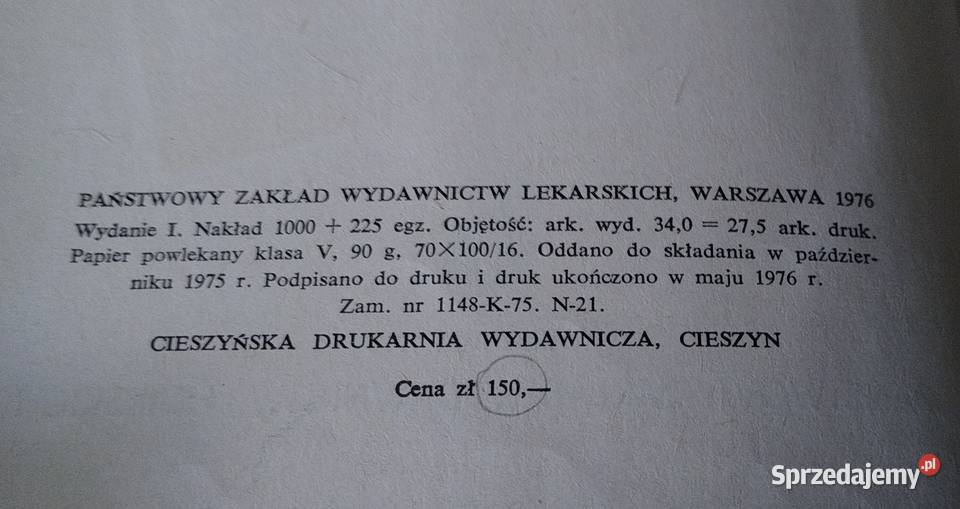 PAŃSTWOWY ZAKŁAD WYDAWNICTW LEKARSKICH, WARSZAWA 1976
Wydanie I. Nakład 1000 + 225 egz. Objętość: ark. wyd. 34,0 = 27,5 ark. druk.
Papier powlekany klasa V, 90 g, 70×100/16. Oddano do składania w paździer-
niku 1975 r. Podpisano do druku i druk ukończono w maju 1976 r.
Zam. nr 1148-K-75. N-21.
CIESZYŃSKA DRUKARNIA WYDAWNICZA, CIESZYN
Cena zł 150,—
Sprzedajemy.pl